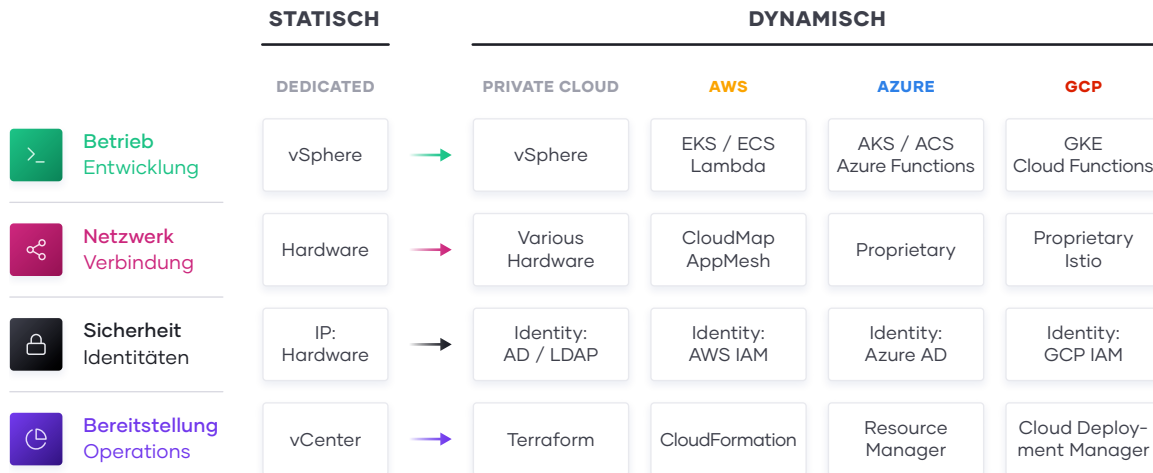 STATISCH
DYNAMISCH
DEDICATED
PRIVATE CLOUD
AWS
AZURE
GCP
Betrieb
Entwicklung
vSphere
vSphere
EKS / ECS
Lambda
AKS / ACS
Azure Functions
GKE
Cloud Functions
Netzwerk
Verbindung
Hardware
Various
Hardware
CloudMap
AppMesh
Proprietary
Proprietary
Istio
Sicherheit
Identitäten
IP:
Hardware
Identity:
AD / LDAP
Identity:
AWS IAM
Identity:
Azure AD
Identity:
GCP IAM
Bereitstellung
Operations
vCenter
Terraform
CloudFormation
Resource
Manager
Cloud Deploy-
ment Manager